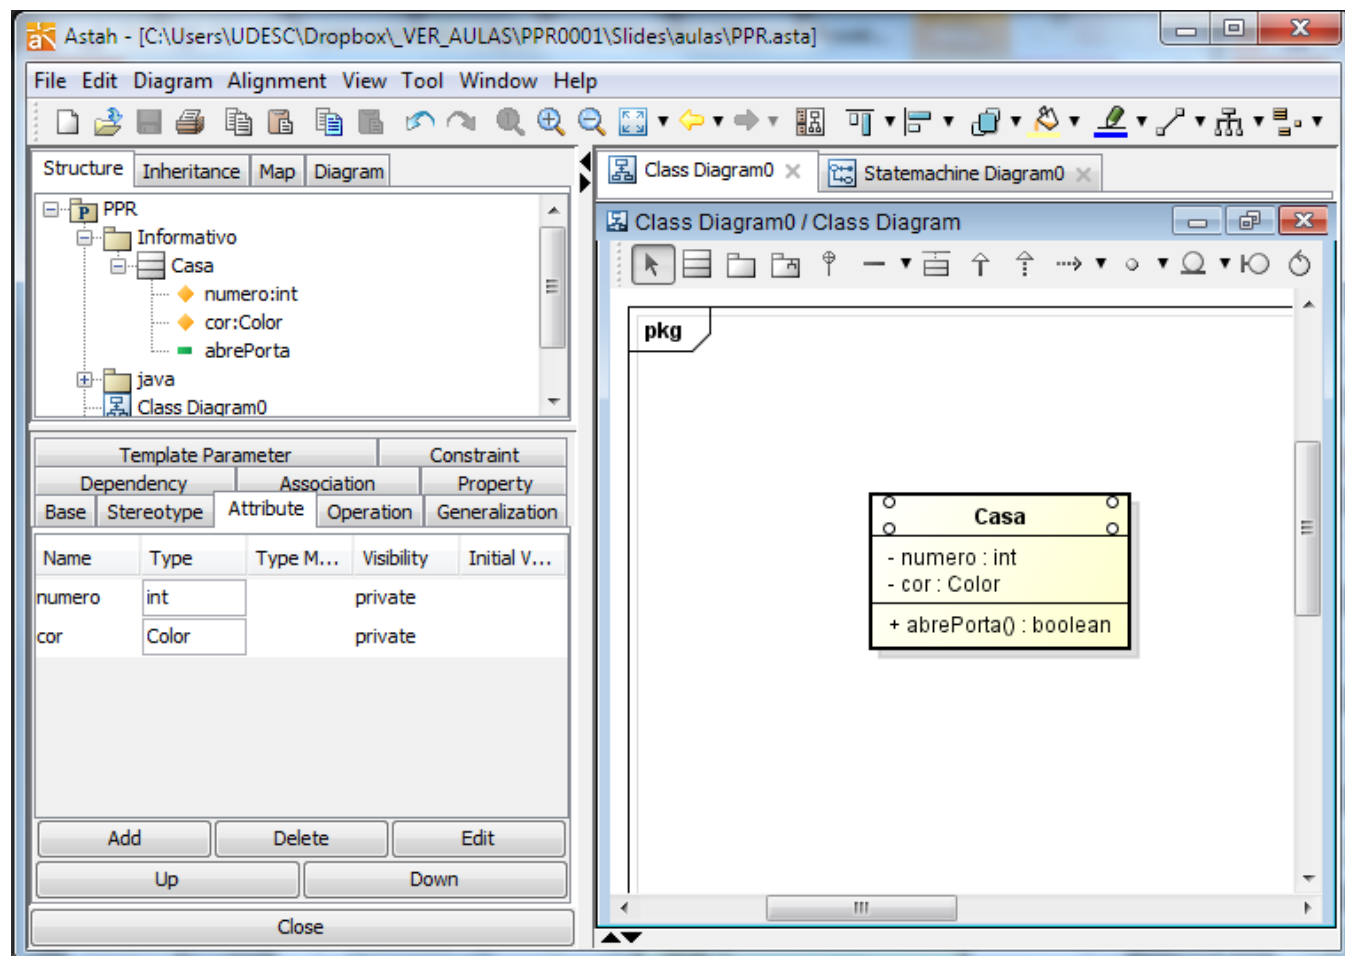 Astah - [C:\Users\UDESC\Dropbox\_VER_AULAS\PPR0001\Slides\aulas\PPR.asta]
File Edit Diagram Alignment View Tool Window Help
Structure Inheritance Map Diagram
Class Diagram0 Statemachine Diagram0
PPR
Informativo
Casa
numero:int
cor:Color
abrePorta
java
Class Diagram0
Template Parameter Constraint
Dependency Association Property
Base Stereotype Attribute Operation Generalization
Name Type Type M... Visibility Initial V...
numero int private
cor Color private
Add Delete Edit
Up Down
Close
Class Diagram0 / Class Diagram
pkg
Casa
- numero : int
- cor : Color
+ abrePorta() : boolean